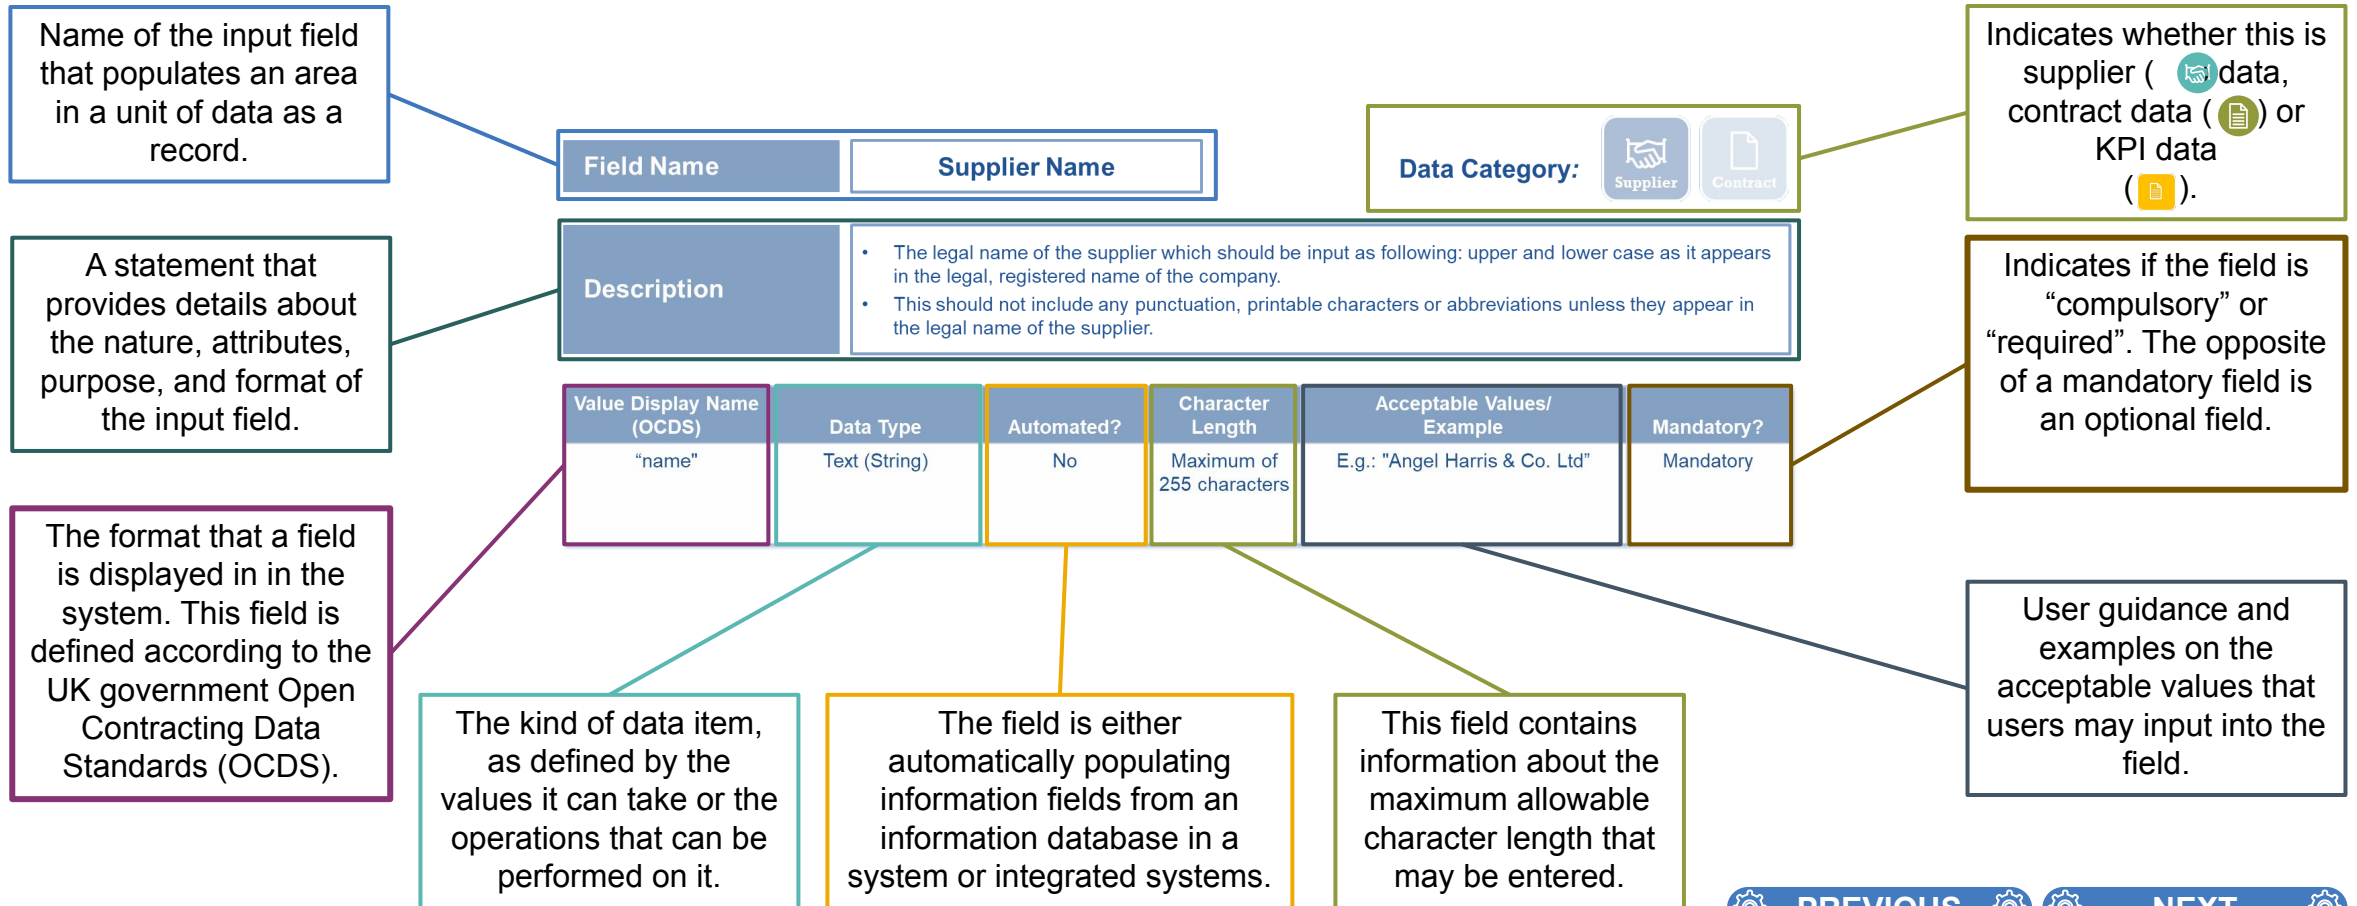 Name of the input field
that populates an area
in a unit of data as a
record.
Field Name
Supplier Name
Data Category:
Supplier
Contract
Indicates whether this is
supplier ( data,
contract data ( ) or
KPI data
( ).
A statement that
provides details about
the nature, attributes,
purpose, and format of
the input field.
Description
• The legal name of the supplier which should be input as following: upper and lower case as it appears
in the legal, registered name of the company.
• This should not include any punctuation, printable characters or abbreviations unless they appear in
the legal name of the supplier.
Indicates if the field is
“compulsory” or
“required”. The opposite
of a mandatory field is
an optional field.
Value Display Name
(OCDS)
Data Type
Automated?
Character
Length
Acceptable Values/
Example
Mandatory?
“name"
Text (String)
No
Maximum of
255 characters
E.g.: "Angel Harris & Co. Ltd”
Mandatory
The format that a field
is displayed in in the
system. This field is
defined according to the
UK government Open
Contracting Data
Standards (OCDS).
The kind of data item,
as defined by the
values it can take or the
operations that can be
performed on it.
The field is either
automatically populating
information fields from an
information database in a
system or integrated systems.
This field contains
information about the
maximum allowable
character length that
may be entered.
User guidance and
examples on the
acceptable values that
users may input into the
field.
PREVIOUS
NEXT